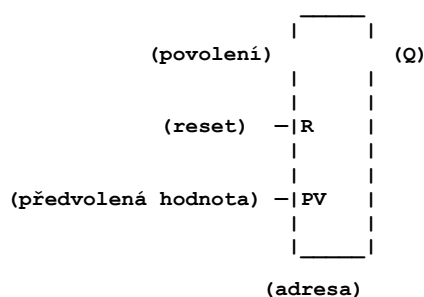 (povolení) (Q)
(reset) R
(předvolená hodnota) PV
(adresa)